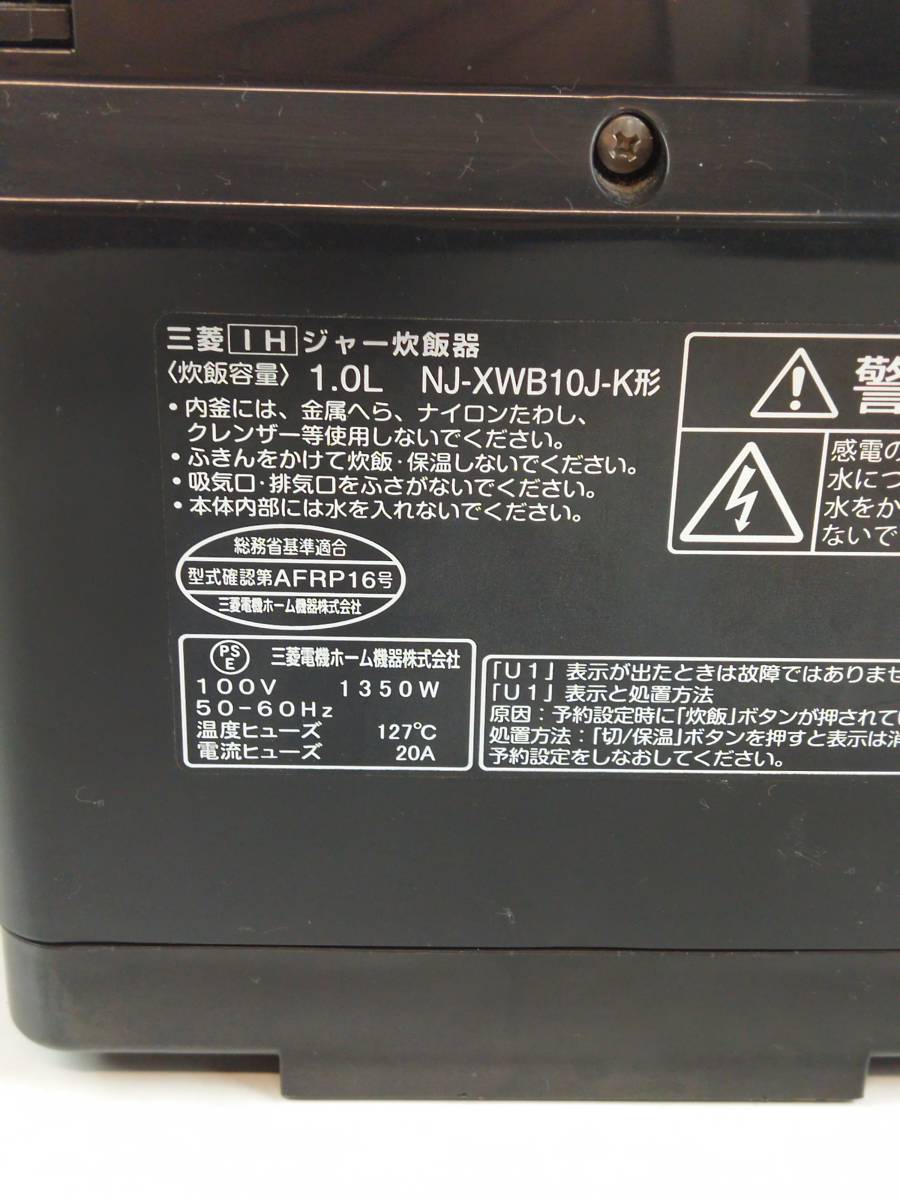 三菱IHジャー炊飯器
〈炊飯容量〉 1.0L NJ-XWB10J-K形
・内釜には、金属へら、ナイロンたわし、
クレンザー等使用しないでください。
・ふきんをかけて炊飯・保温しないでください。
・吸気口・排気口をふさがないでください。
・本体内部には水を入れないでください。
総務省基準適合
型式確認第AFRP16号
三菱電機ホーム機器株式会社
PS
E
三菱電機ホーム機器株式会社
100V 1350W
50-60Hz
温度ヒューズ 127℃
電流ヒューズ 20A
警
感電の
水につ
水をか
ないで
「U1」表示が出たときは故障ではありませ
「U1」表示と処置方法
原因：予約設定時に「炊飯」ボタンが押されて
処置方法：「切/保温」ボタンを押すと表示は消
予約設定をしなおしてください。